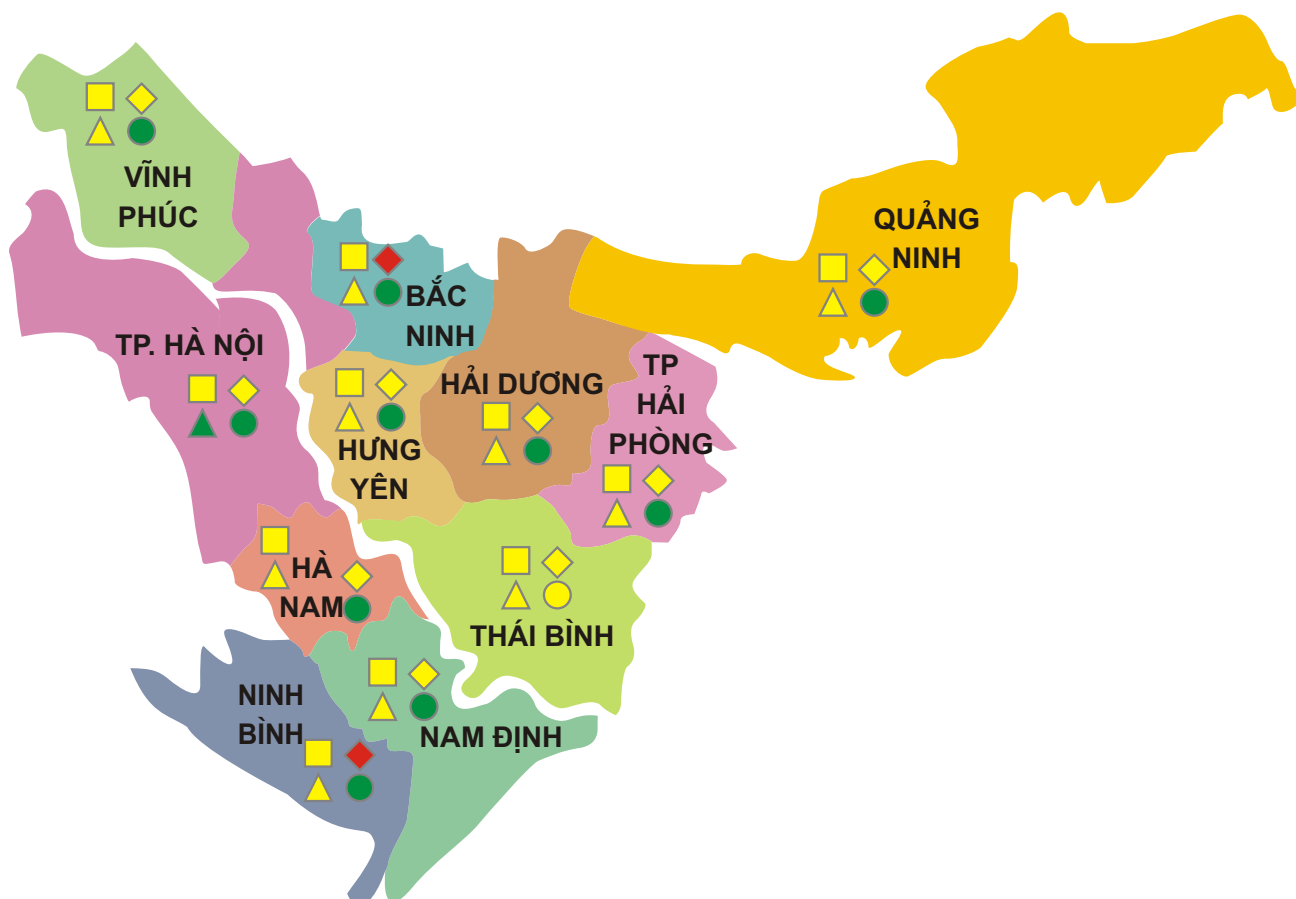 VĨNH
PHÚC
QUẢNG
NINH
BẮC
NINH
TP. HÀ NỘI
HẢI DƯƠNG
TP
HẢI
PHÒNG
HƯNG
YÊN
HÀ
NAM
THÁI BÌNH
NINH
BÌNH
NAM ĐỊNH